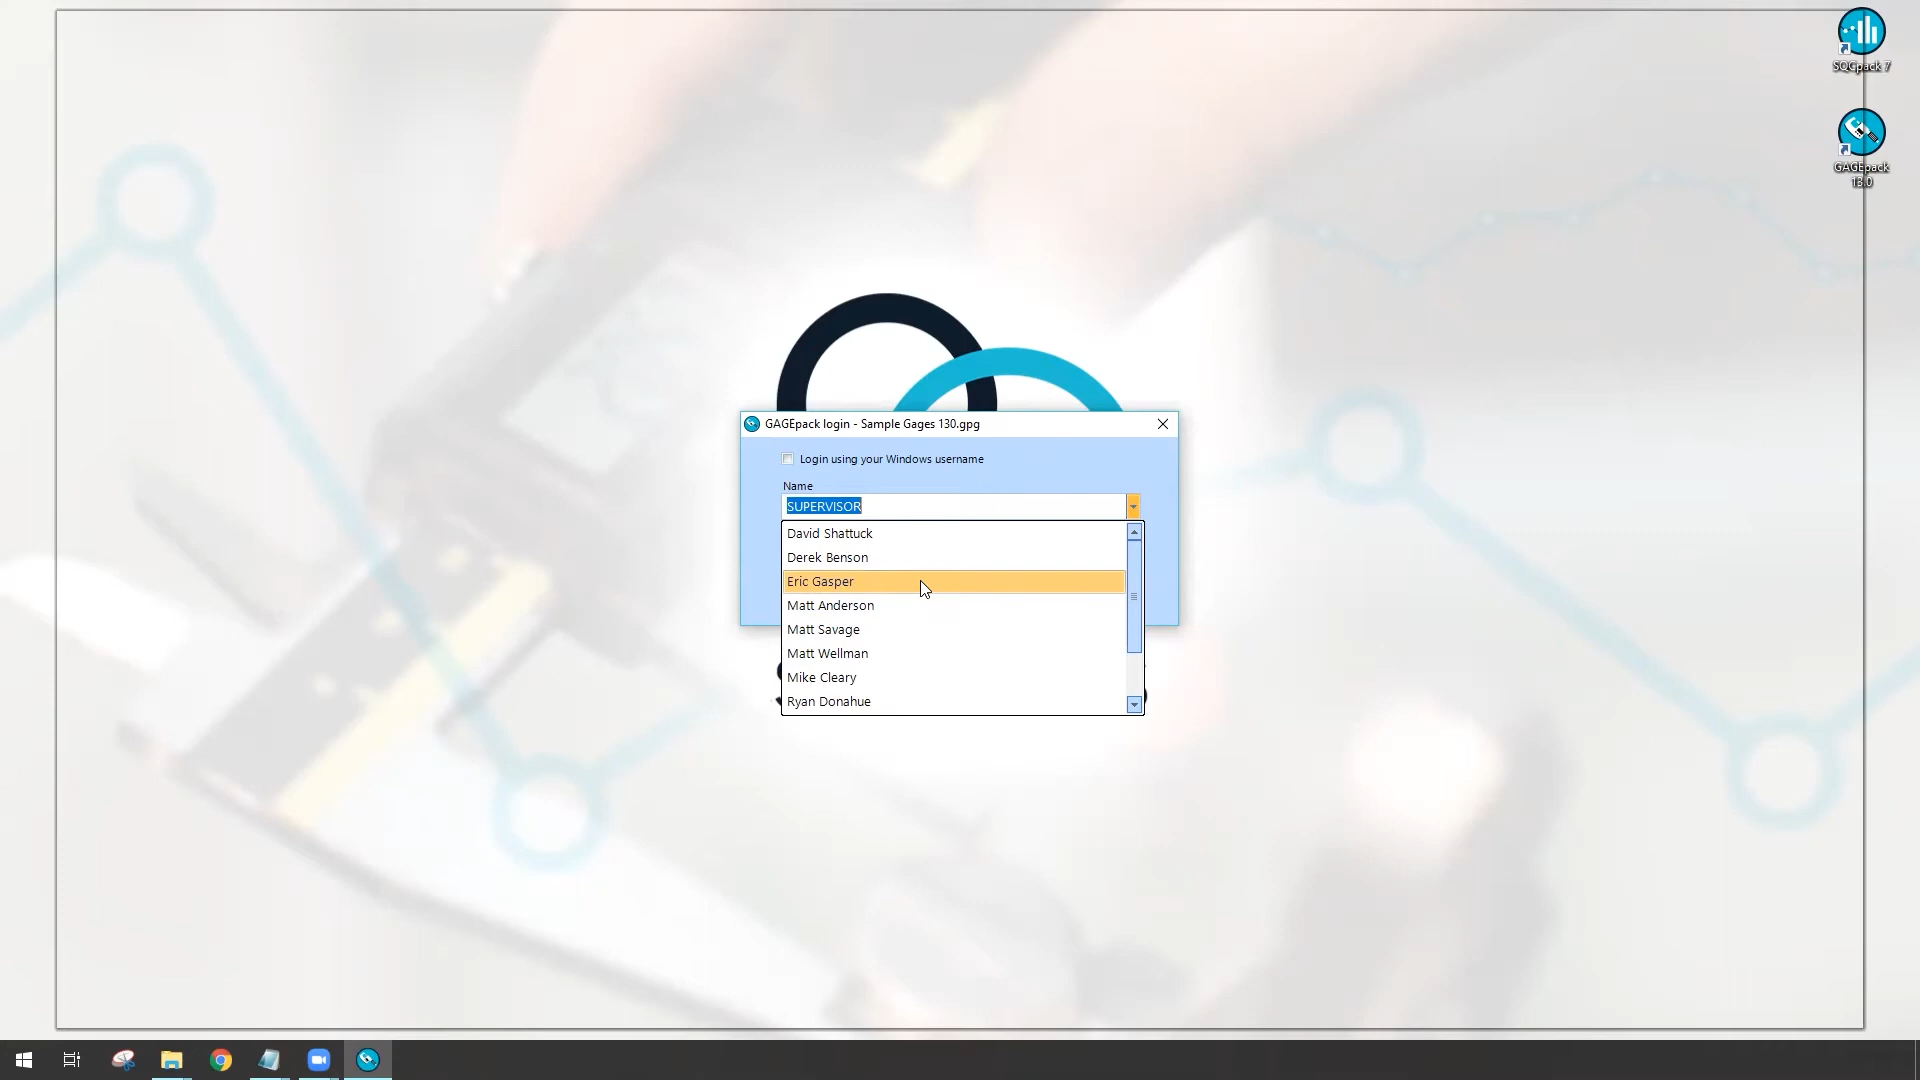 SQCpack 7
GAGEpack
13.0
GAGEpack login - Sample Gages 130.gpg
Login using your Windows username
Name
SUPERVISOR
David Shattuck
Derek Benson
Eric Gasper
Matt Anderson
Matt Savage
Matt Wellman
Mike Cleary
Ryan Donahue